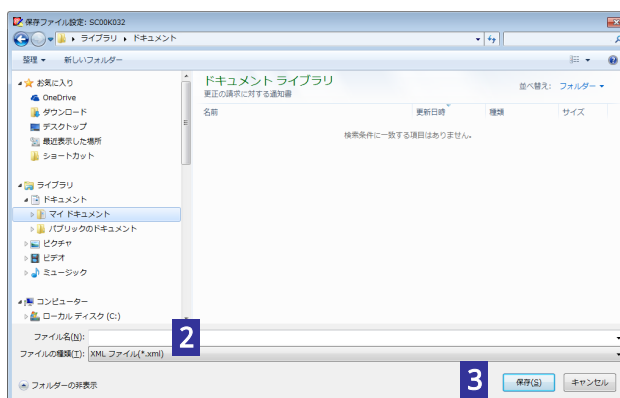 保存ファイル設定: SC00K032
ライブラリ ドキュメント
整理 新しいフォルダー
お気に入り
OneDrive
ダウンロード
デスクトップ
最近表示した場所
ショートカット
ライブラリ
ドキュメント
マイ ドキュメント
パブリックのドキュメント
ピクチャ
ビデオ
ミュージック
コンピューター
ローカル ディスク (C:)
ドキュメント ライブラリ
更正の請求に対する通知書
並べ替え: フォルダー
名前 更新日時 種類 サイズ
検索条件に一致する項目はありません。
ファイル名(N):
2
ファイルの種類(T): XML ファイル(*.xml)
フォルダーの非表示
3
保存(S) キャンセル